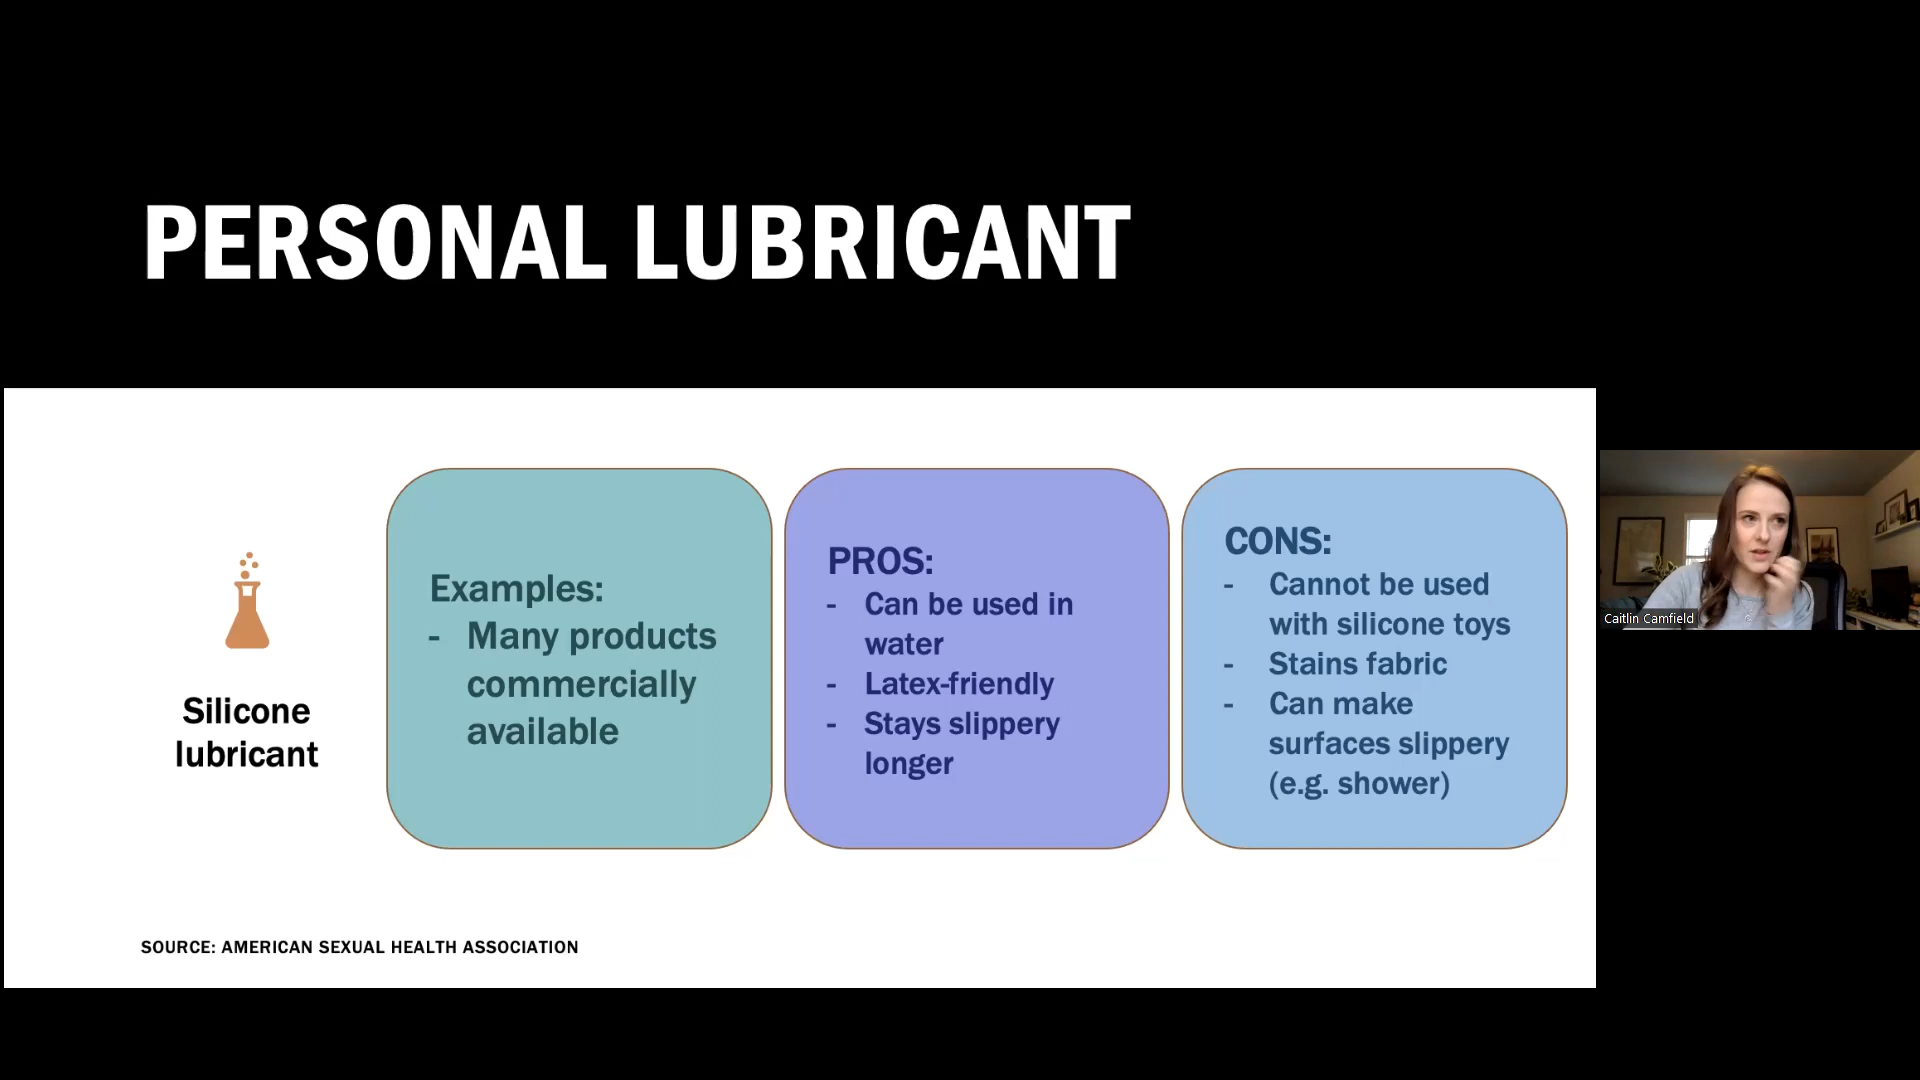 PERSONAL LUBRICANT
Silicone
lubricant
Examples:
- Many products
commercially
available
PROS:
- Can be used in
water
- Latex-friendly
- Stays slippery
longer
CONS:
- Cannot be used
with silicone toys
- Stains fabric
- Can make
surfaces slippery
(e.g. shower)
SOURCE: AMERICAN SEXUAL HEALTH ASSOCIATION
Caitlin Camfield